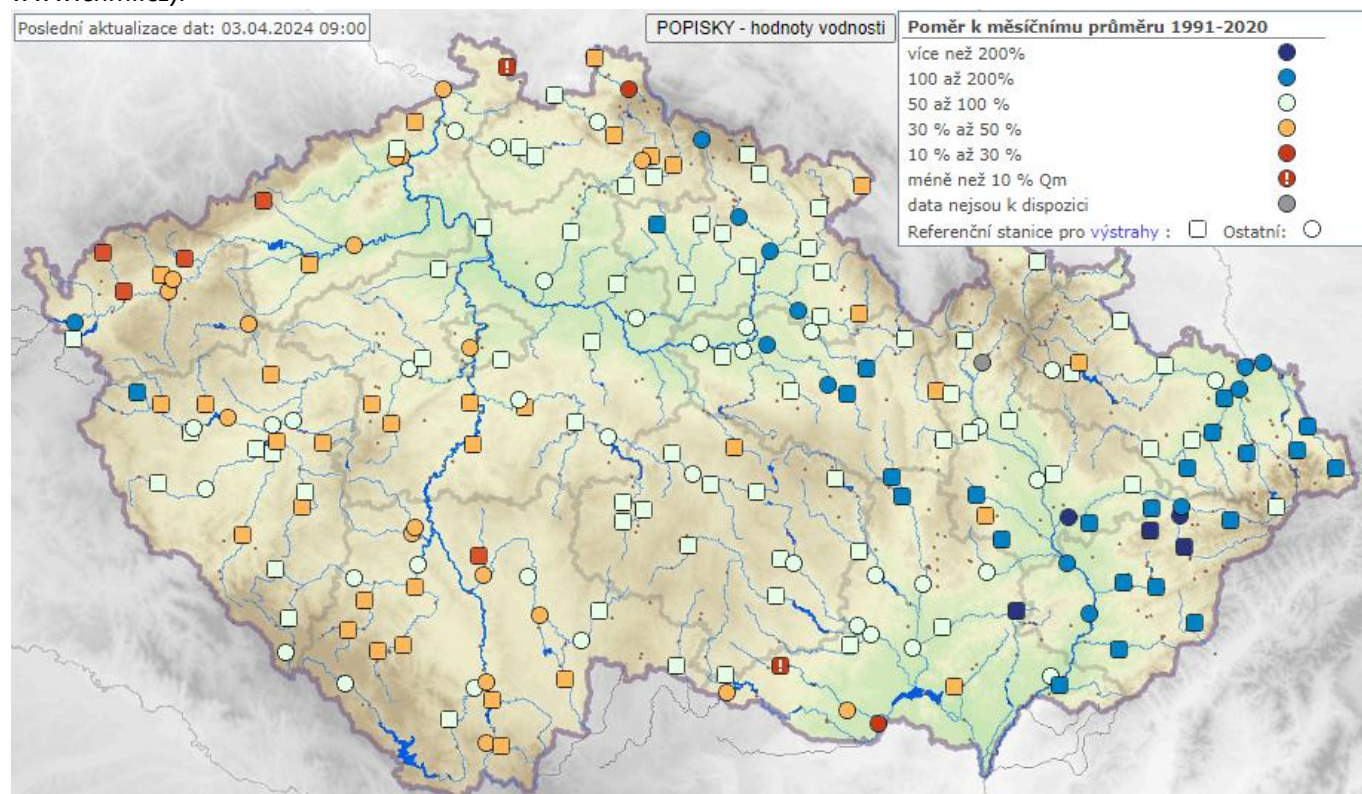 Poslední aktualizace dat: 03.04.2024 09:00
POPISKY - hodnoty vodnosti
Poměr k měsíčnímu průměru 1991-2020
více než 200%
100 až 200%
50 až 100 %
30 % až 50 %
10 % až 30 %
méně než 10 % Qm
data nejsou k dispozici
Referenční stanice pro výstrahy : Ostatní: